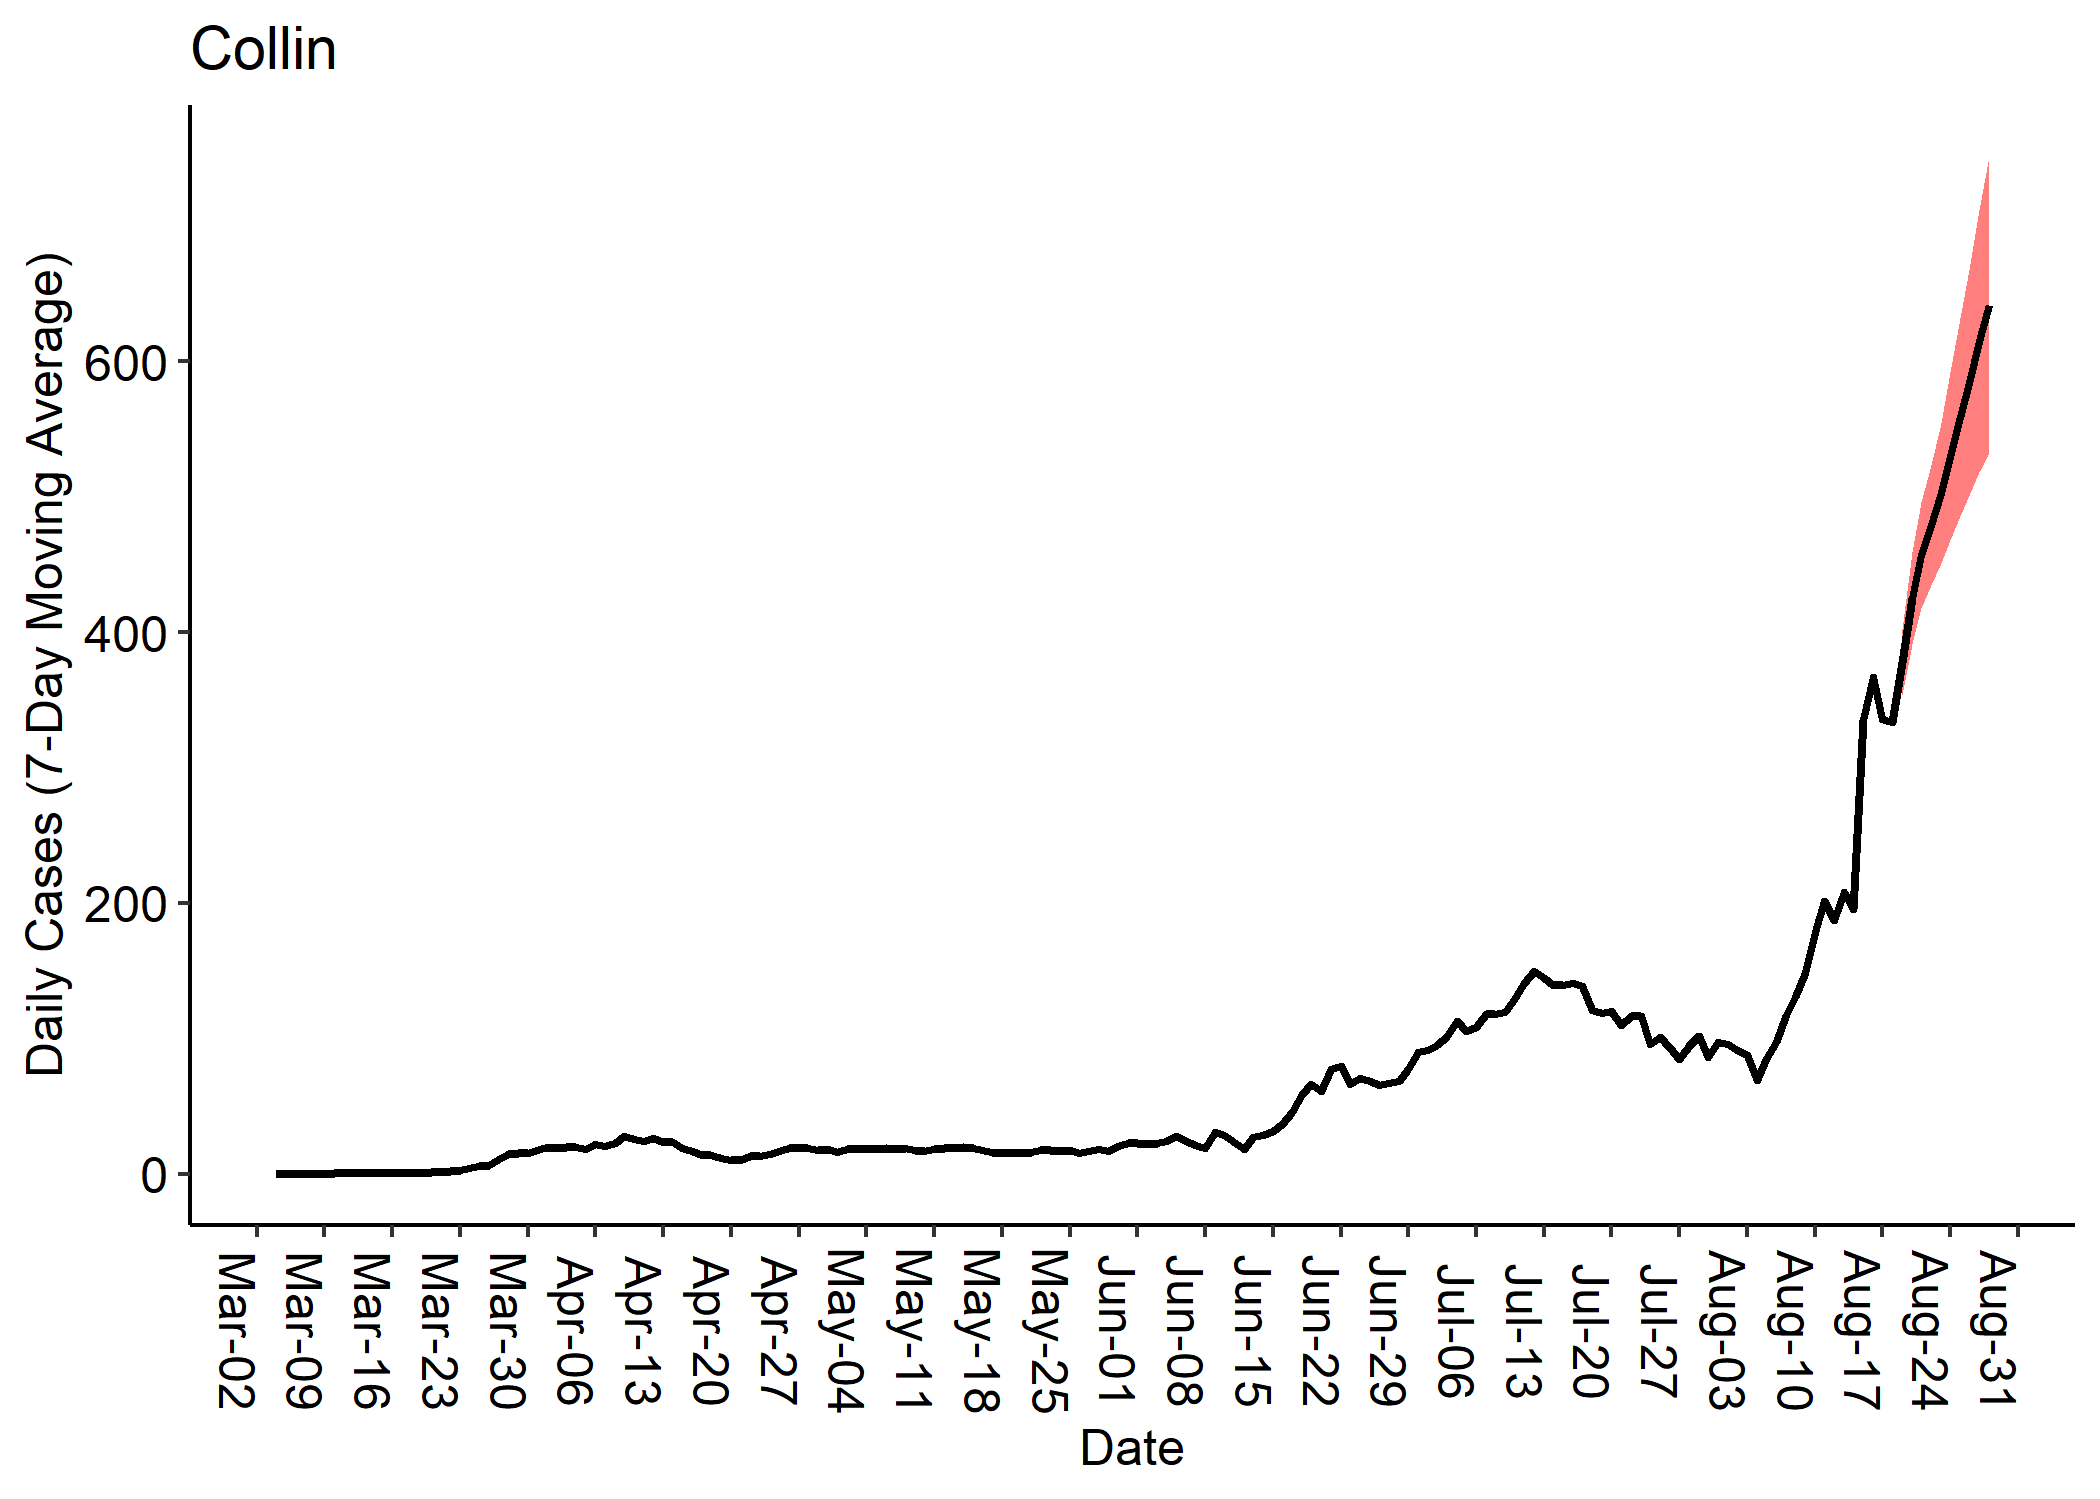 Collin
Daily Cases (7-Day Moving Average)
600
400
200
0
Mar-02
Mar-09
Mar-16
Mar-23
Mar-30
Apr-06
Apr-13
Apr-20
Apr-27
May-04
May-11
May-18
May-25
Jun-01
Jun-08
Jun-15
Jun-22
Jun-29
Jul-06
Jul-13
Jul-20
Jul-27
Aug-03
Aug-10
Aug-17
Aug-24
Aug-31
Date